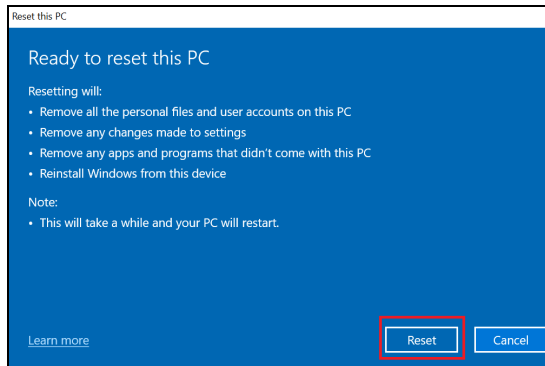 Reset this PC
Ready to reset this PC
Resetting will:
• Remove all the personal files and user accounts on this PC
• Remove any changes made to settings
• Remove any apps and programs that didn't come with this PC
• Reinstall Windows from this device
Note:
• This will take a while and your PC will restart.
Learn more
Reset
Cancel